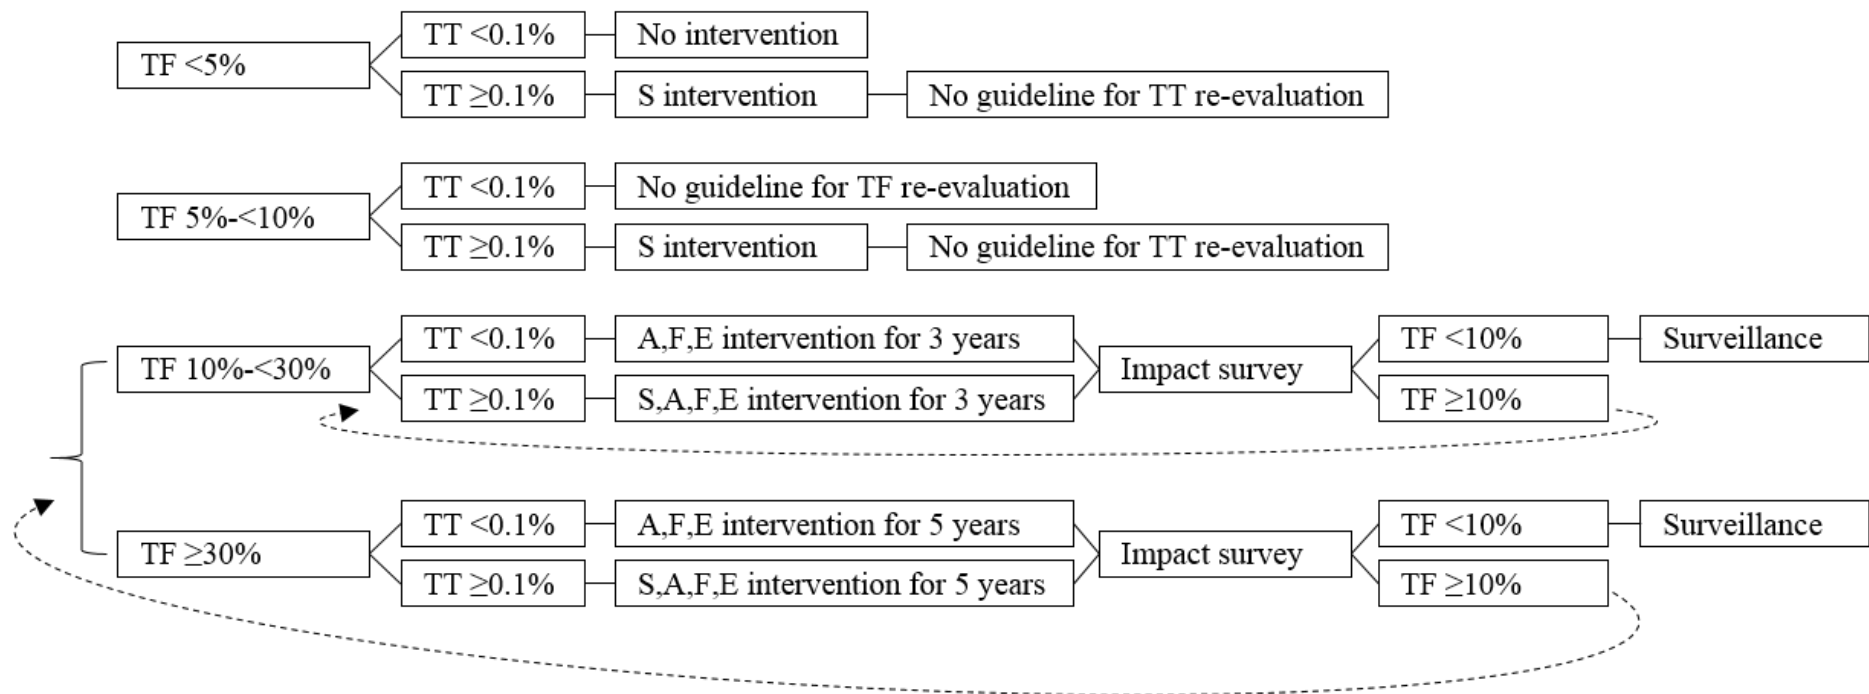 TF <5%
TT <0.1%
No intervention
TT ≥0.1%
S intervention
No guideline for TT re-evaluation
TF 5%-<10%
TT <0.1%
No guideline for TF re-evaluation
TT ≥0.1%
S intervention
No guideline for TT re-evaluation
TF 10%-<30%
TT <0.1%
A,F,E intervention for 3 years
TT ≥0.1%
S,A,F,E intervention for 3 years
Impact survey
TF <10%
Surveillance
TF ≥10%
TF ≥30%
TT <0.1%
A,F,E intervention for 5 years
TT ≥0.1%
S,A,F,E intervention for 5 years
Impact survey
TF <10%
Surveillance
TF ≥10%